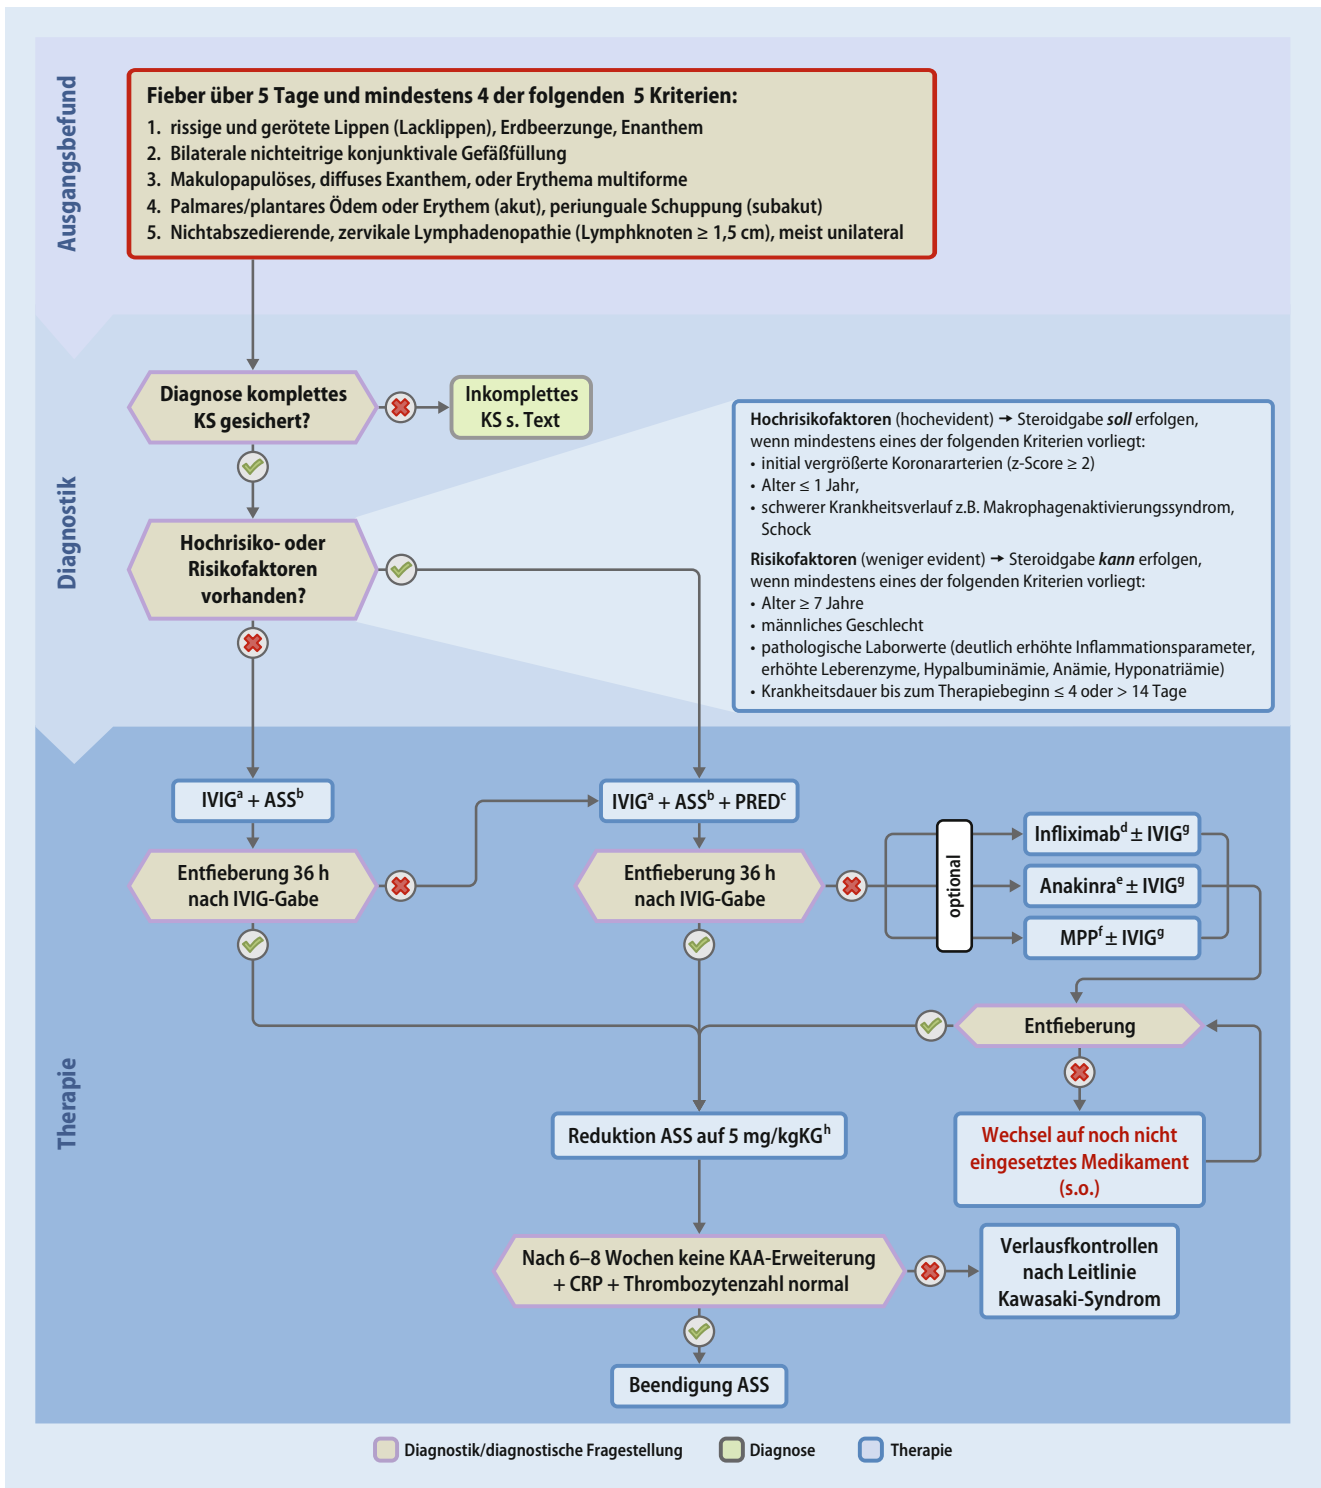 Ausgangsbefund
Fieber über 5 Tage und mindestens 4 der folgenden 5 Kriterien:
1. rissige und gerötete Lippen (Lacklippen), Erdbeerzunge, Enanthem
2. Bilaterale nichteitrige konjunktivale Gefäßfüllung
3. Makulopapulöses, diffuses Exanthem, oder Erythema multiforme
4. Palmares/plantares Ödem oder Erythem (akut), periunguale Schuppung (subakut)
5. Nichtabszedierende, zervikale Lymphadenopathie (Lymphknoten ≥ 1,5 cm), meist unilateral
Diagnostik
Diagnose komplettes
KS gesichert?
Inkomplettes
KS s. Text
Hochrisiko- oder
Risikofaktoren
vorhanden?
Hochrisikofaktoren (hochevident) → Steroidgabe soll erfolgen,
wenn mindestens eines der folgenden Kriterien vorliegt:
• initial vergrößerte Koronararterien (z-Score ≥ 2)
• Alter ≤ 1 Jahr,
• schwerer Krankheitsverlauf z.B. Makrophagenaktivierungssyndrom,
Schock
Risikofaktoren (weniger evident) → Steroidgabe kann erfolgen,
wenn mindestens eines der folgenden Kriterien vorliegt:
• Alter ≥ 7 Jahre
• männliches Geschlecht
• pathologische Laborwerte (deutlich erhöhte Inflammationsparameter,
erhöhte Leberenzyme, Hypalbuminämie, Anämie, Hyponatriämie)
• Krankheitsdauer bis zum Therapiebeginn ≤ 4 oder > 14 Tage
Therapie
IVIGᵃ + ASSᵇ
IVIGᵃ + ASSᵇ + PREDᶜ
Entfieberung 36 h
nach IVIG-Gabe
Entfieberung 36 h
nach IVIG-Gabe
optional
Infliximabᵈ ± IVIGᵍ
Anakinraᵉ ± IVIGᵍ
MPPᶠ ± IVIGᵍ
Entfieberung
Wechsel auf noch nicht
eingesetztes Medikament
(s.o.)
Reduktion ASS auf 5 mg/kgKGʰ
Nach 6–8 Wochen keine KAA-Erweiterung
+ CRP + Thrombozytenzahl normal
Verlaufkontrollen
nach Leitlinie
Kawasaki-Syndrom
Beendigung ASS
Diagnostik/diagnostische Fragestellung
Diagnose
Therapie